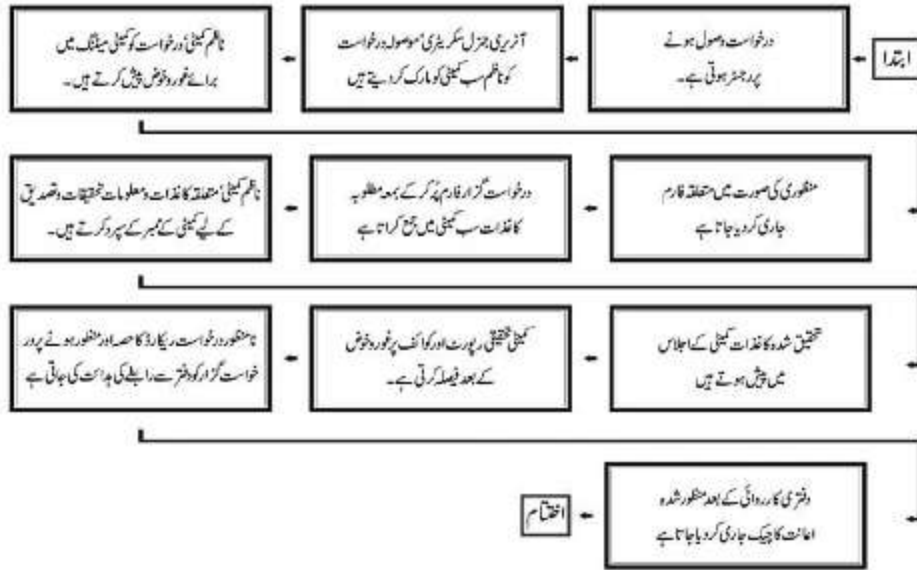 ابتدا
درخواست وصول ہونے
پر رجسٹر ہوتی ہے۔
آنریری جنرل سکریٹری' موصولہ درخواست
کو ناظم سب کمیٹی کو مارک کر دیتے ہیں
ناظم کمیٹی' درخواست کو کمیٹی میٹنگ میں
برائے غور و خوض پیش کرتے ہیں۔
منظوری کی صورت میں متعلقہ فارم
جاری کر دیا جاتا ہے
درخواست گزار فارم پُر کر کے بمعہ مطلوبہ
کاغذات سب کمیٹی میں جمع کراتا ہے
ناظم کمیٹی' متعلقہ کاغذات و معلومات تحقیقات و تصدیق
کے لیے کمیٹی کے ممبر کے سپرد کرتے ہیں۔
تحقیق شدہ کاغذات کمیٹی کے اجلاس
میں پیش ہوتے ہیں
کمیٹی تحقیقی رپورٹ اور کوائف پر غور و خوض
کے بعد فیصلہ کرتی ہے۔
نامنظور درخواست ریکارڈ کا حصہ اور منظور ہونے پر در
خواست گزار کو دفتر سے رابطے کی ہدائت کی جاتی ہے
دفتری کارروائی کے بعد منظور شدہ
اعانت کا چیک جاری کر دیا جاتا ہے
اختتام